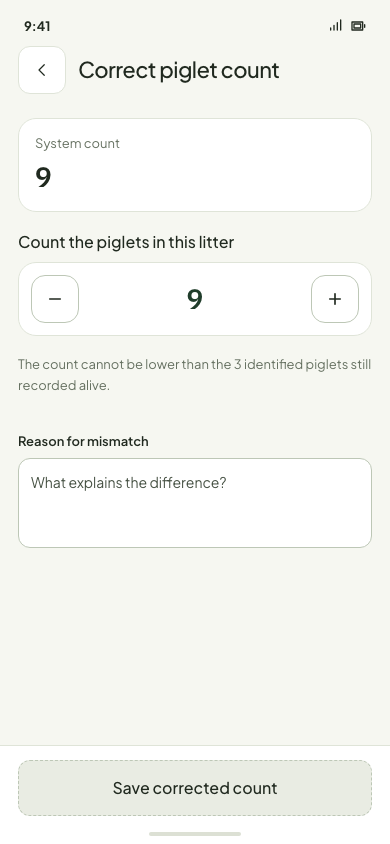 9:41
Correct piglet count
System count
9
Count the piglets in this litter
9
The count cannot be lower than the 3 identified piglets still
recorded alive.
Reason for mismatch
What explains the difference?
Save corrected count